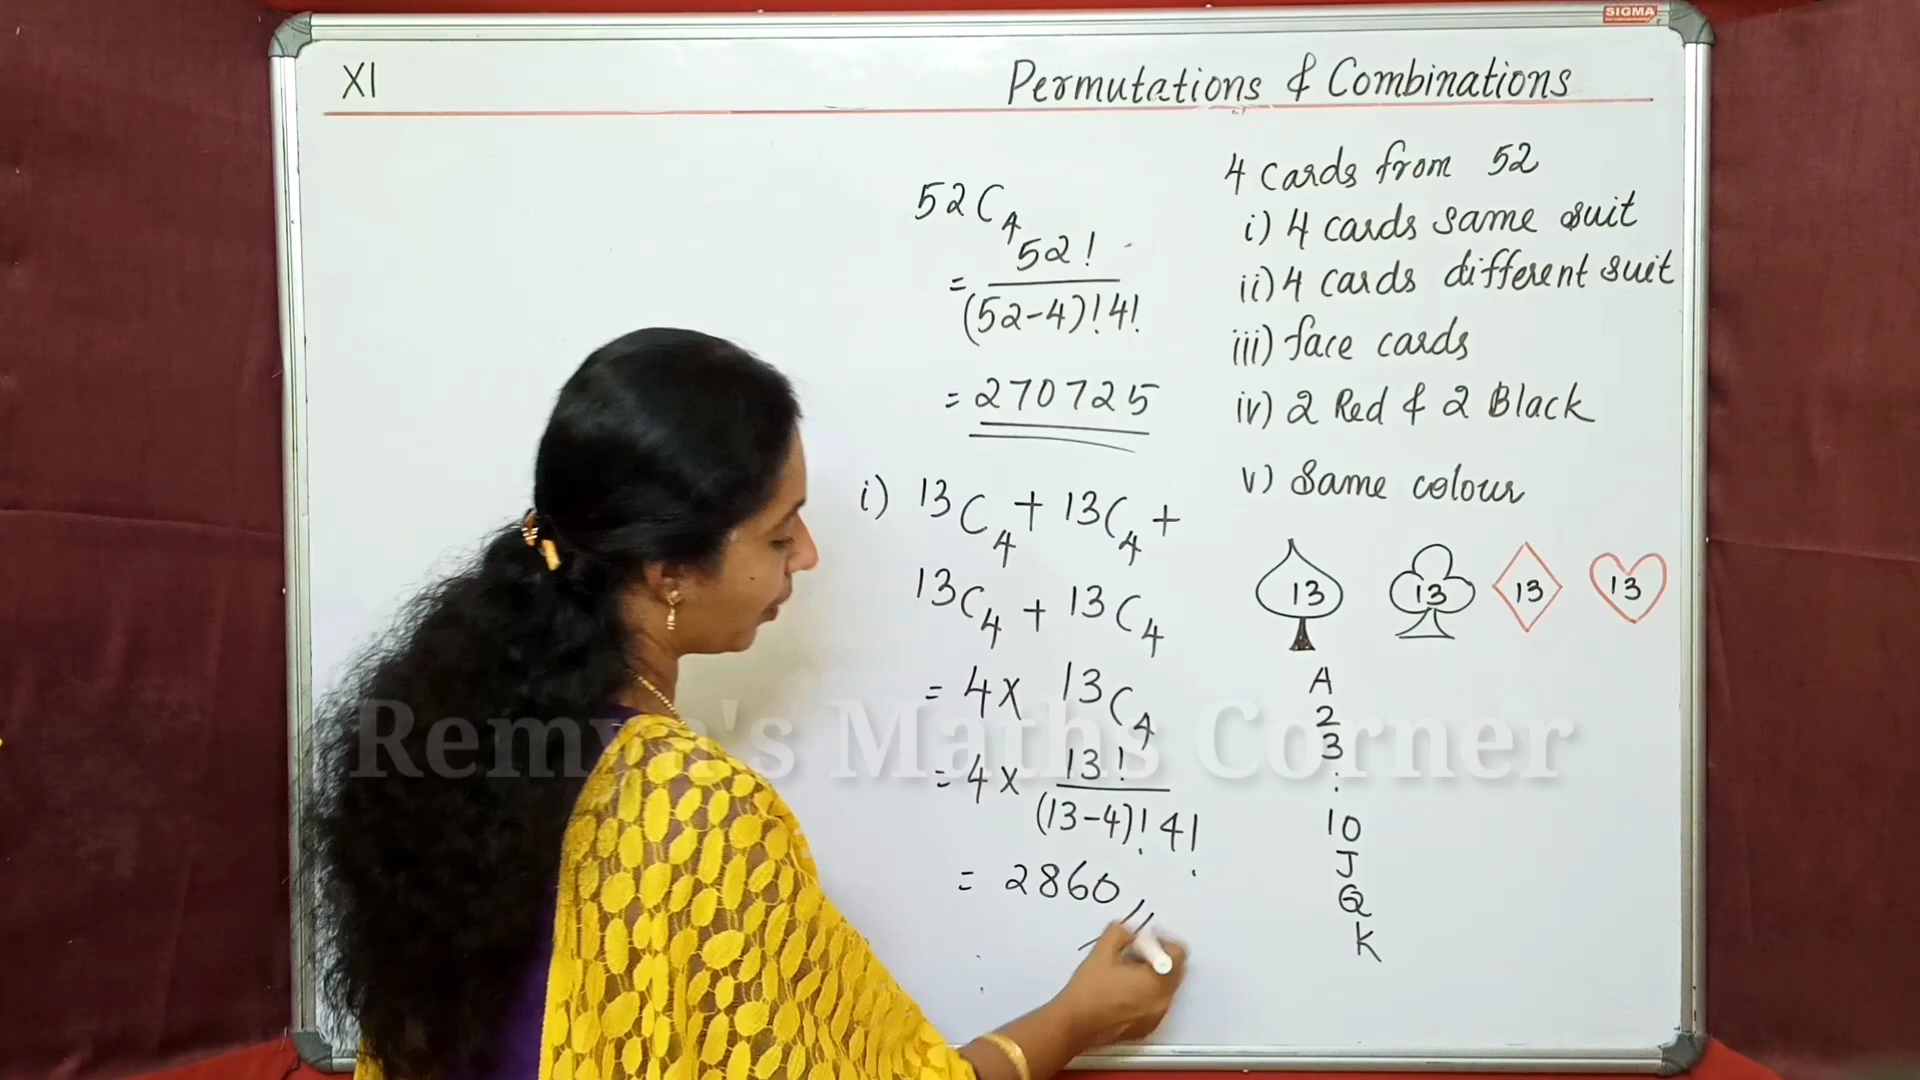 SIGMA
XI
Permutations & Combinations
4 cards from 52
i) 4 cards same suit
ii) 4 cards different suit
iii) face cards
iv) 2 Red & 2 Black
v) Same colour
13 13 13 13
A
2
3
:
10
J
Q
K
52C₄
= 52! / (52-4)! 4!
= 270725
i) 13C₄ + 13C₄ +
13C₄ + 13C₄
= 4 × 13C₄
= 4 × 13! / (13-4)! 4!
= 2860 //
Remya's Maths Corner